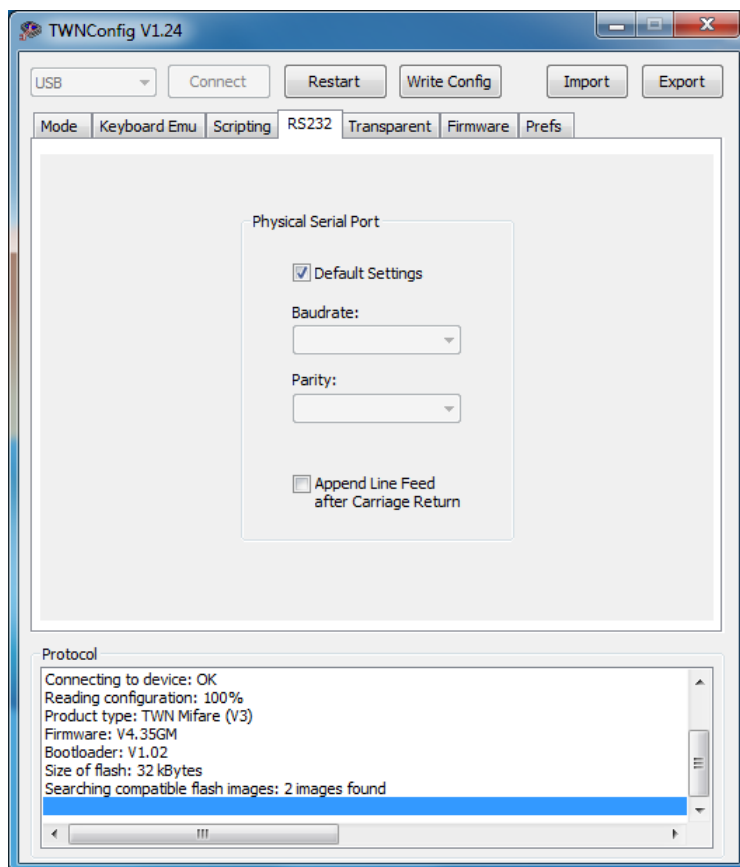 TWNConfig V1.24
USB Connect Restart Write Config Import Export
Mode Keyboard Emu Scripting RS232 Transparent Firmware Prefs
Physical Serial Port
Default Settings
Baudrate:
Parity:
Append Line Feed
after Carriage Return
Protocol
Connecting to device: OK
Reading configuration: 100%
Product type: TWN Mifare (V3)
Firmware: V4.35GM
Bootloader: V1.02
Size of flash: 32 kBytes
Searching compatible flash images: 2 images found